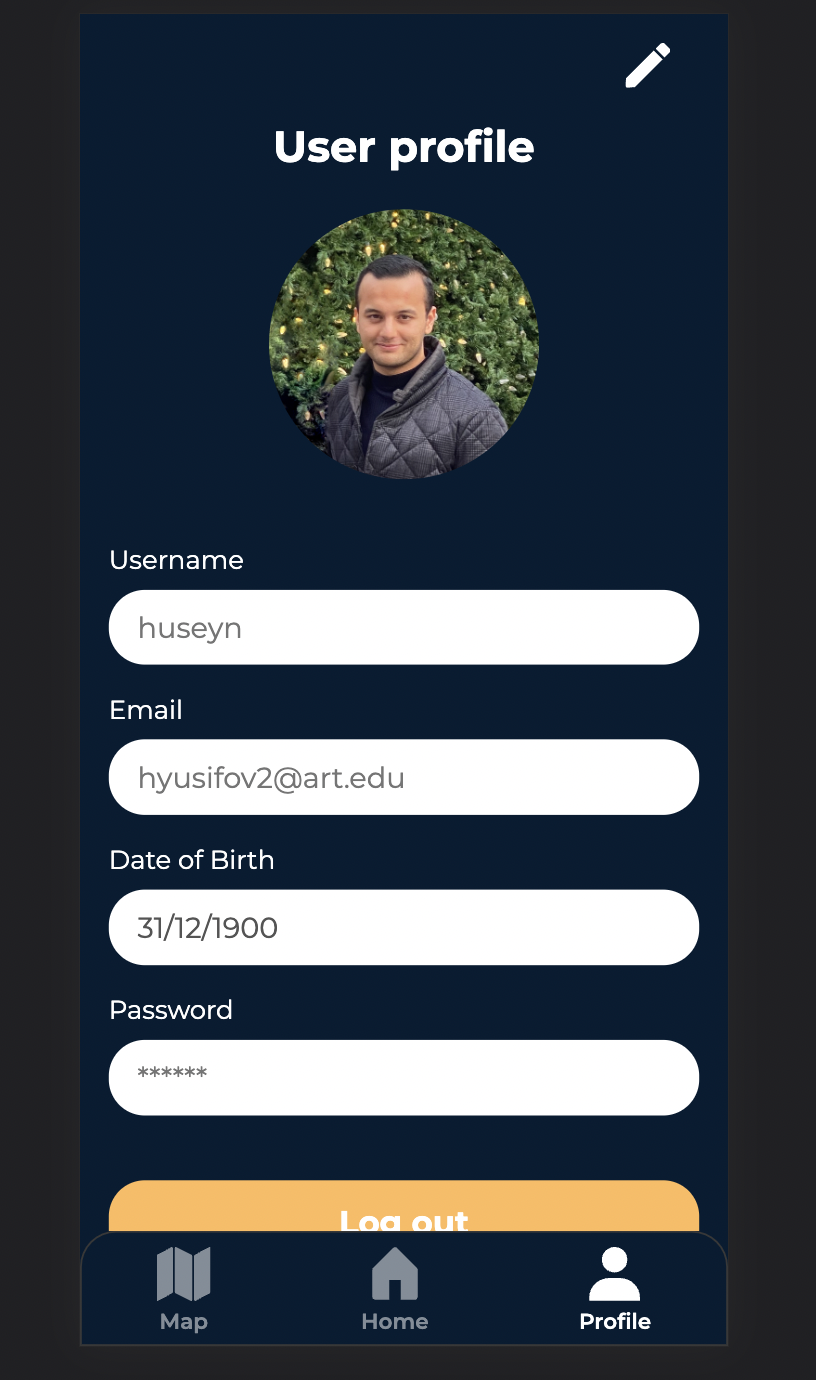 User profile
Username
huseyn
Email
hyusifov2@art.edu
Date of Birth
31/12/1900
Password
******
Log out
Map
Home
Profile